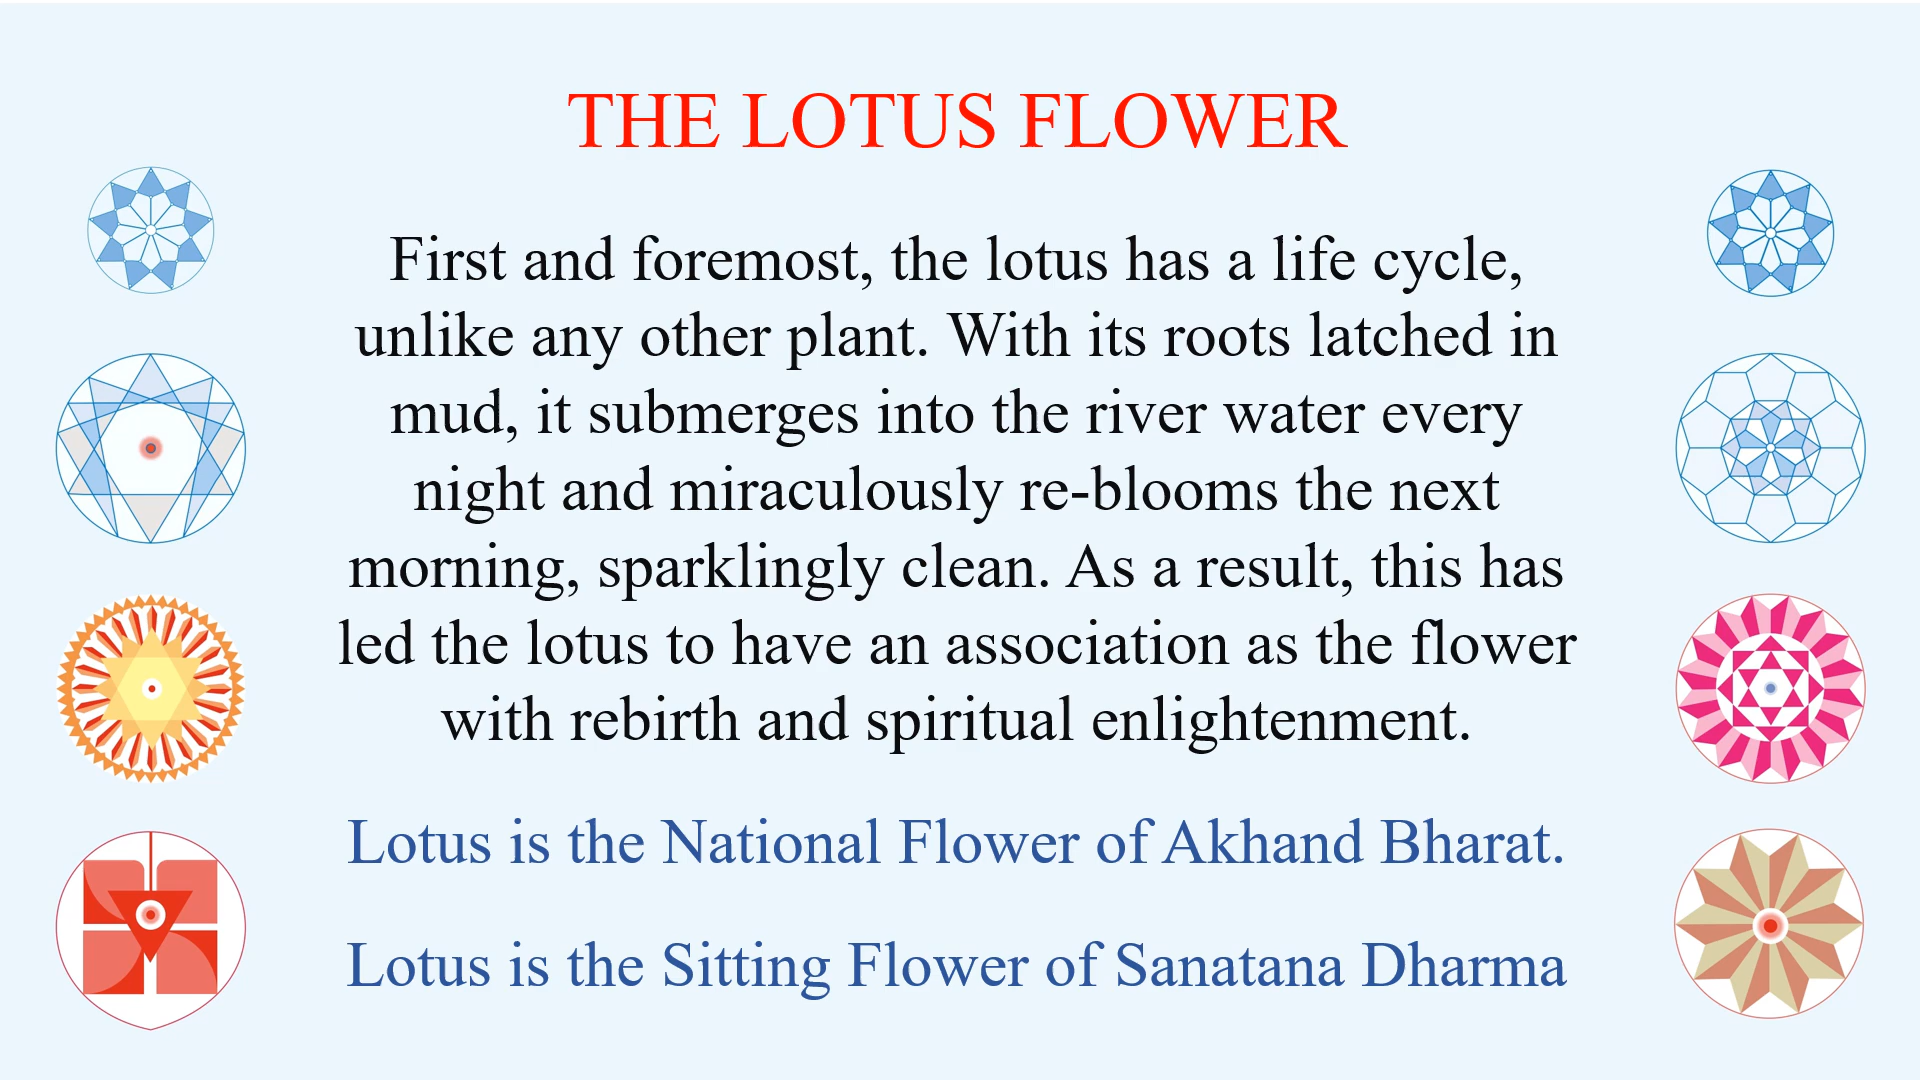 THE LOTUS FLOWER
First and foremost, the lotus has a life cycle,
unlike any other plant. With its roots latched in
mud, it submerges into the river water every
night and miraculously re-blooms the next
morning, sparklingly clean. As a result, this has
led the lotus to have an association as the flower
with rebirth and spiritual enlightenment.
Lotus is the National Flower of Akhand Bharat.
Lotus is the Sitting Flower of Sanatana Dharma